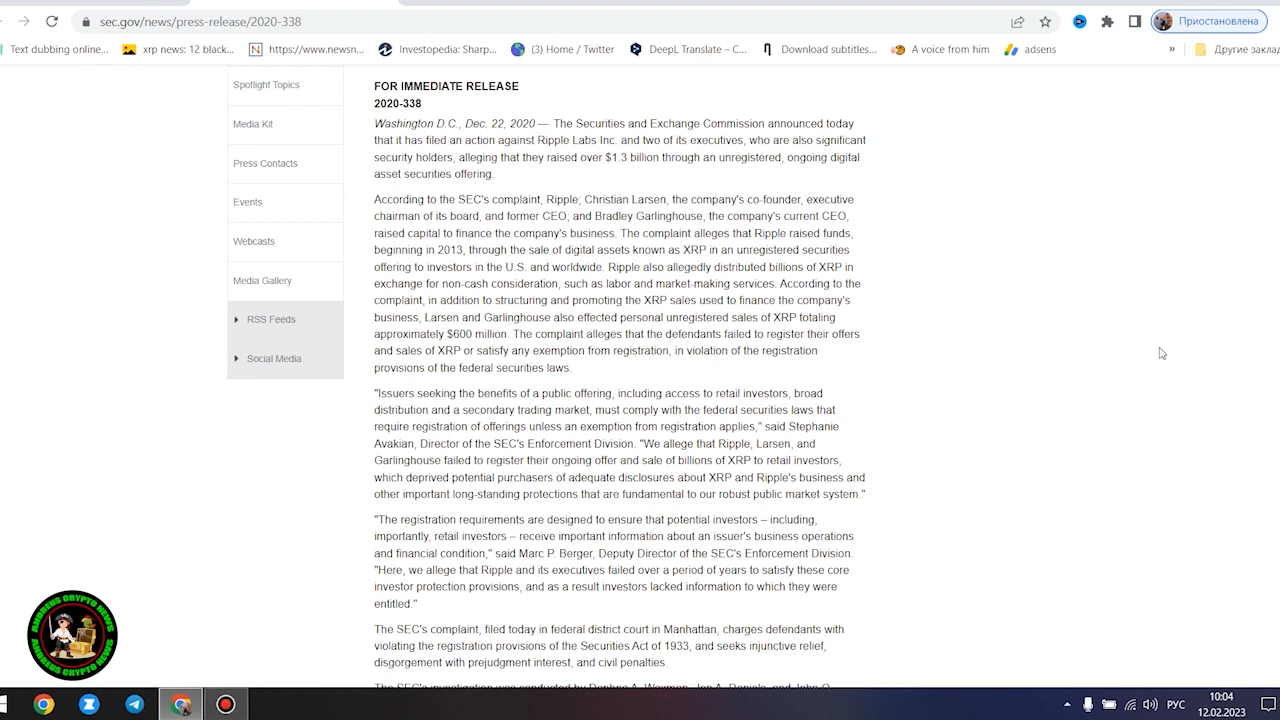 sec.gov/news/press-release/2020-338
Приостановлена
Text dubbing online...
xrp news: 12 black...
https://www.newsn...
Investopedia: Sharp...
(3) Home / Twitter
DeepL Translate – C...
Download subtitles...
A voice from him
adsens
»
Другие заклад
Spotlight Topics
Media Kit
Press Contacts
Events
Webcasts
Media Gallery
RSS Feeds
Social Media
FOR IMMEDIATE RELEASE
2020-338
Washington D.C., Dec. 22, 2020 — The Securities and Exchange Commission announced today
that it has filed an action against Ripple Labs Inc. and two of its executives, who are also significant
security holders, alleging that they raised over $1.3 billion through an unregistered, ongoing digital
asset securities offering.
According to the SEC's complaint, Ripple; Christian Larsen, the company's co-founder, executive
chairman of its board, and former CEO; and Bradley Garlinghouse, the company's current CEO,
raised capital to finance the company's business. The complaint alleges that Ripple raised funds,
beginning in 2013, through the sale of digital assets known as XRP in an unregistered securities
offering to investors in the U.S. and worldwide. Ripple also allegedly distributed billions of XRP in
exchange for non-cash consideration, such as labor and market-making services. According to the
complaint, in addition to structuring and promoting the XRP sales used to finance the company's
business, Larsen and Garlinghouse also effected personal unregistered sales of XRP totaling
approximately $600 million. The complaint alleges that the defendants failed to register their offers
and sales of XRP or satisfy any exemption from registration, in violation of the registration
provisions of the federal securities laws.
"Issuers seeking the benefits of a public offering, including access to retail investors, broad
distribution and a secondary trading market, must comply with the federal securities laws that
require registration of offerings unless an exemption from registration applies," said Stephanie
Avakian, Director of the SEC's Enforcement Division. "We allege that Ripple, Larsen, and
Garlinghouse failed to register their ongoing offer and sale of billions of XRP to retail investors,
which deprived potential purchasers of adequate disclosures about XRP and Ripple's business and
other important long-standing protections that are fundamental to our robust public market system."
"The registration requirements are designed to ensure that potential investors – including,
importantly, retail investors – receive important information about an issuer's business operations
and financial condition," said Marc P. Berger, Deputy Director of the SEC's Enforcement Division.
"Here, we allege that Ripple and its executives failed over a period of years to satisfy these core
investor protection provisions, and as a result investors lacked information to which they were
entitled."
The SEC's complaint, filed today in federal district court in Manhattan, charges defendants with
violating the registration provisions of the Securities Act of 1933, and seeks injunctive relief,
disgorgement with prejudgment interest, and civil penalties.
The SEC's investigation was conducted by Daphna A. Waxman, Jon A. Daniels, and John O.
ANDREUS CRYPTO NEWS
ANDREUS CRYPTO NEWS
РУС
10:04
12.02.2023